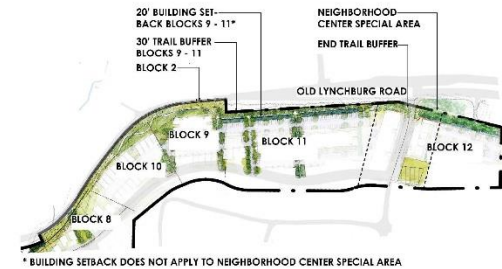 20' BUILDING SET-
BACK BLOCKS 9 - 11*
30' TRAIL BUFFER
BLOCKS 9 - 11
BLOCK 2
NEIGHBORHOOD
CENTER SPECIAL AREA
END TRAIL BUFFER
OLD LYNCHBURG ROAD
BLOCK 9
BLOCK 11
BLOCK 12
BLOCK 10
BLOCK 8
* BUILDING SETBACK DOES NOT APPLY TO NEIGHBORHOOD CENTER SPECIAL AREA